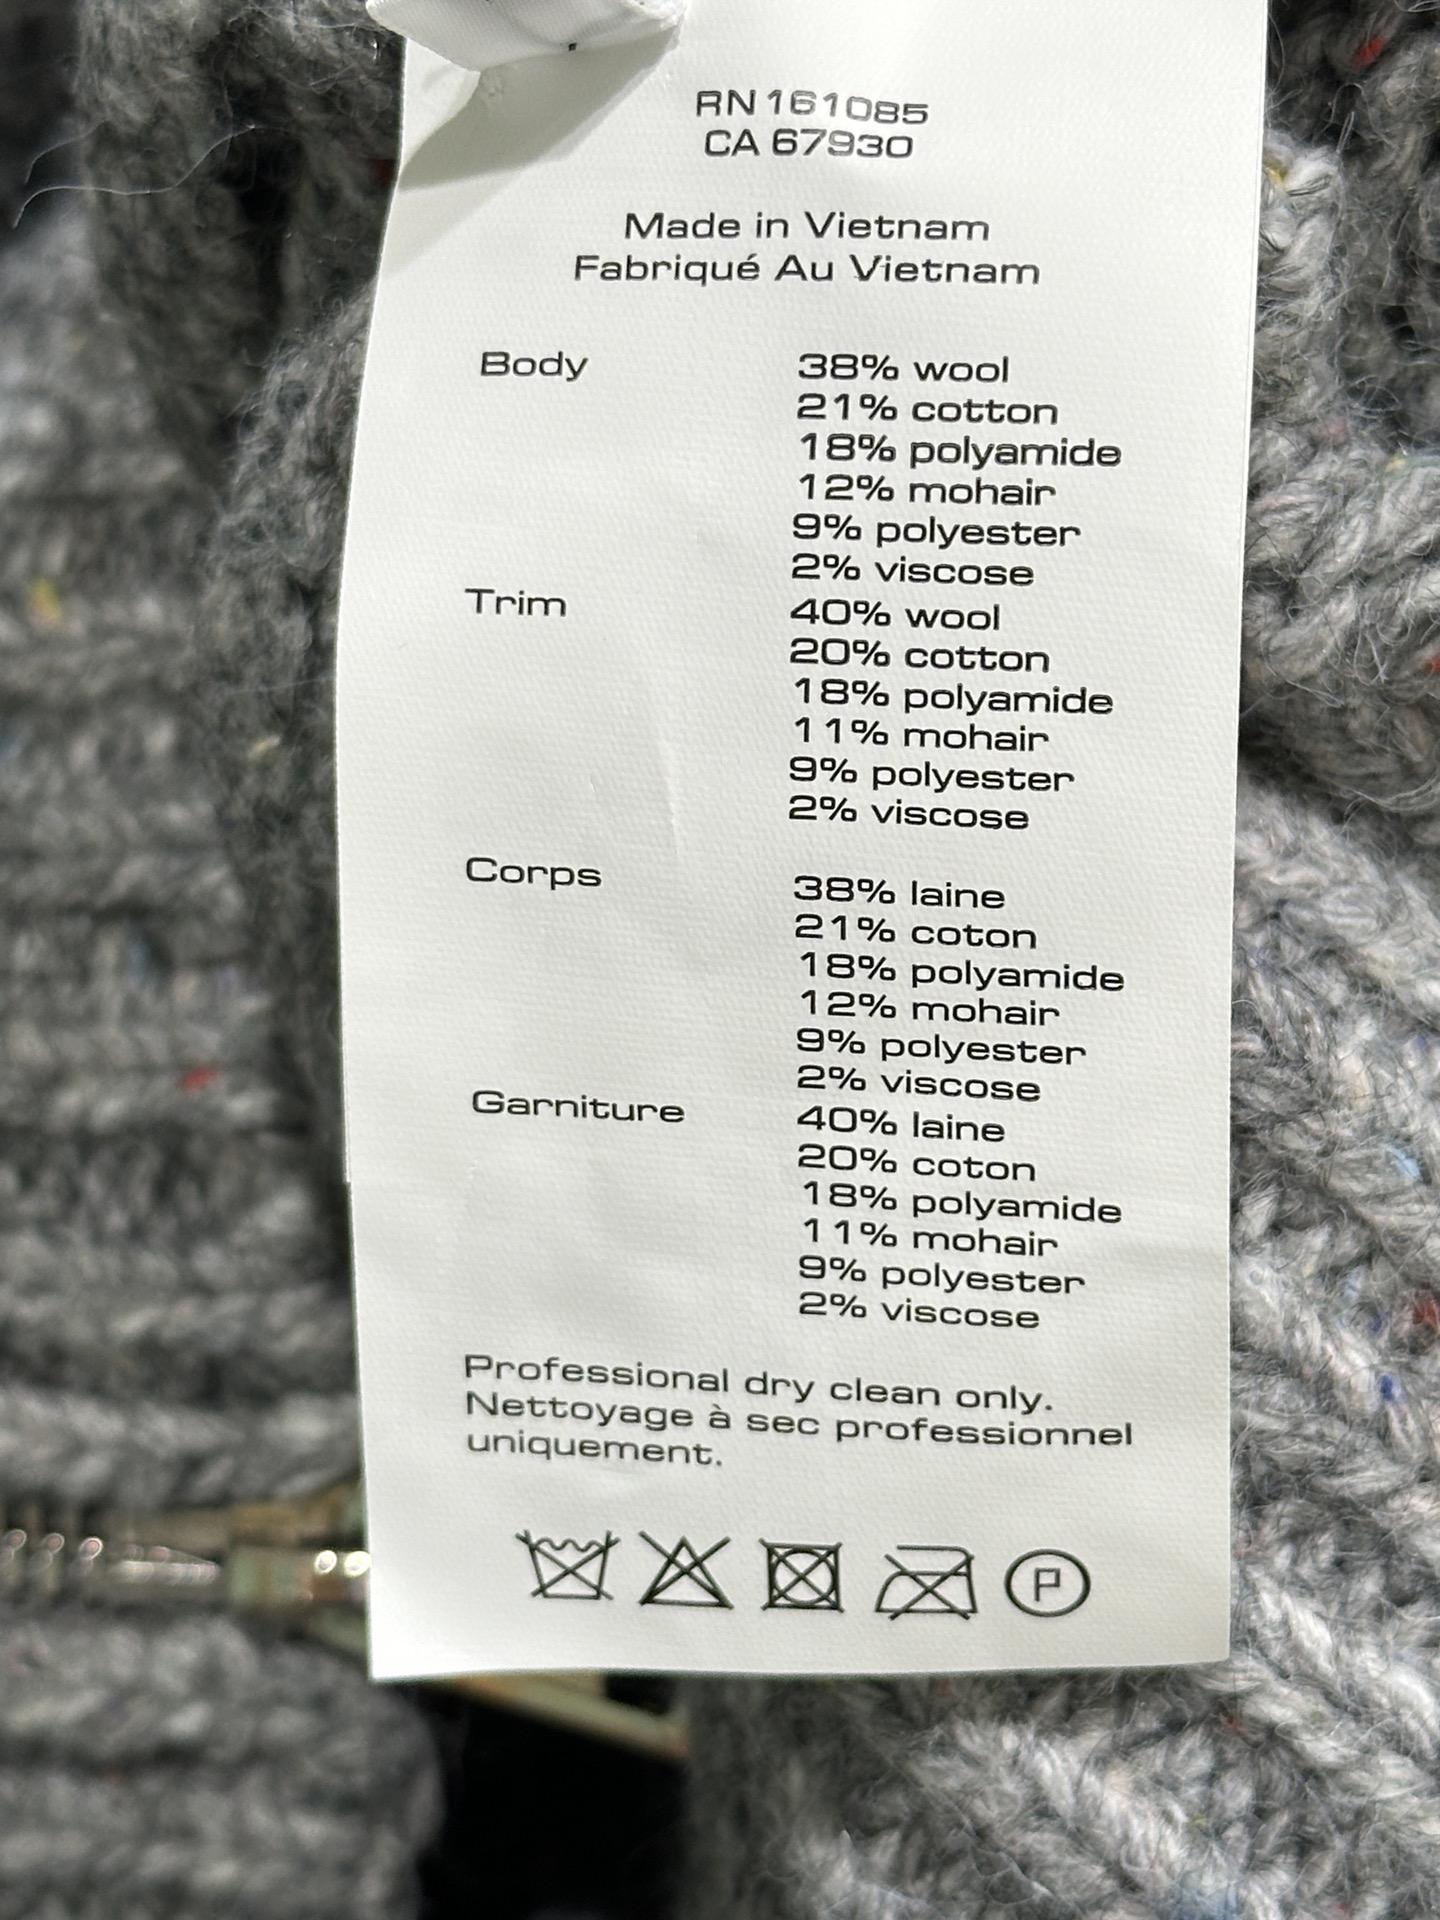 RN 161085
CA 67930
Made in Vietnam
Fabriqué Au Vietnam
Body 38% wool
21% cotton
18% polyamide
12% mohair
9% polyester
2% viscose
Trim 40% wool
20% cotton
18% polyamide
11% mohair
9% polyester
2% viscose
Corps 38% laine
21% coton
18% polyamide
12% mohair
9% polyester
2% viscose
Garniture 40% laine
20% coton
18% polyamide
11% mohair
9% polyester
2% viscose
Professional dry clean only.
Nettoyage à sec professionnel
uniquement.
P